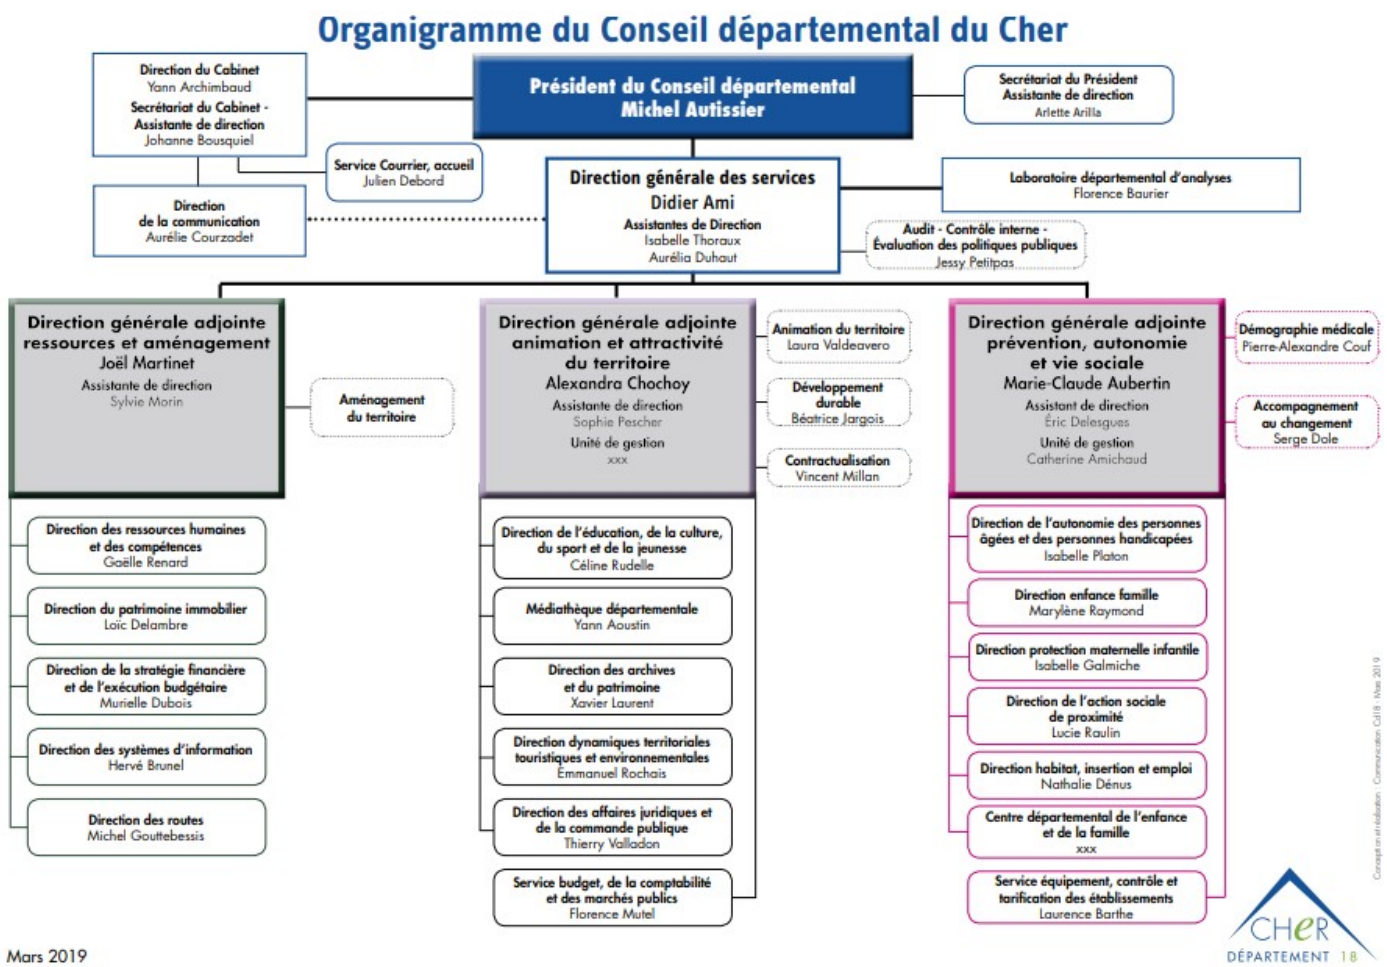 Organigramme du Conseil départemental du Cher
Direction du Cabinet
Yann Archimbaud
Secrétariat du Cabinet -
Assistante de direction
Johanne Bousquiel
Président du Conseil départemental
Michel Autissier
Secrétariat du Président
Assistante de direction
Arlette Arilla
Service Courrier, accueil
Julien Debord
Direction
de la communication
Aurélie Courzadet
Direction générale des services
Didier Ami
Assistantes de Direction
Isabelle Thoraux
Aurélia Duhaut
Laboratoire départemental d'analyses
Florence Baurier
Audit - Contrôle interne -
Évaluation des politiques publiques
Jessy Petitpas
Direction générale adjointe
ressources et aménagement
Joël Martinet
Assistante de direction
Sylvie Morin
Aménagement
du territoire
Direction des ressources humaines
et des compétences
Gaëlle Renard
Direction du patrimoine immobilier
Loïc Delambre
Direction de la stratégie financière
et de l'exécution budgétaire
Murielle Dubois
Direction des systèmes d'information
Hervé Brunel
Direction des routes
Michel Gouttebessis
Direction générale adjointe
animation et attractivité
du territoire
Alexandra Chochoy
Assistante de direction
Sophie Pescher
Unité de gestion
xxx
Animation du territoire
Laura Valdeavero
Développement
durable
Béatrice Jargois
Contractualisation
Vincent Millan
Direction de l'éducation, de la culture,
du sport et de la jeunesse
Céline Rudelle
Médiathèque départementale
Yann Aoustin
Direction des archives
et du patrimoine
Xavier Laurent
Direction dynamiques territoriales
touristiques et environnementales
Emmanuel Rochais
Direction des affaires juridiques et
de la commande publique
Thierry Valladon
Service budget, de la comptabilité
et des marchés publics
Florence Mutel
Direction générale adjointe
prévention, autonomie
et vie sociale
Marie-Claude Aubertin
Assistant de direction
Éric Delesgues
Unité de gestion
Catherine Amichaud
Démographie médicale
Pierre-Alexandre Couf
Accompagnement
au changement
Serge Dole
Direction de l'autonomie des personnes
âgées et des personnes handicapées
Isabelle Platon
Direction enfance famille
Marylène Raymond
Direction protection maternelle infantile
Isabelle Galmiche
Direction de l'action sociale
de proximité
Lucie Raulin
Direction habitat, insertion et emploi
Nathalie Dénus
Centre départemental de l'enfance
et de la famille
xxx
Service équipement, contrôle et
tarification des établissements
Laurence Barthe
Conception et réalisation : Communication Cd18 - Mars 2019
CHeR
DÉPARTEMENT 18
Mars 2019